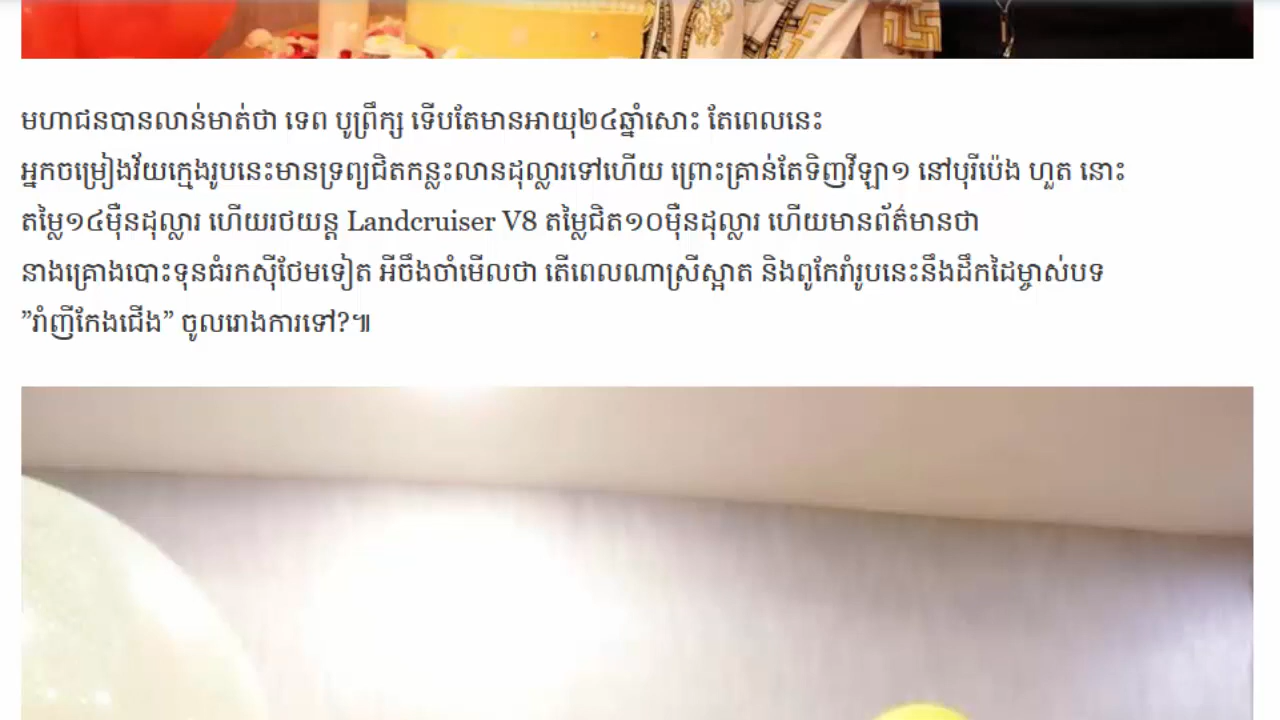 មហាជនបានលាន់មាត់ថា ទេព បូព្រឹក្ស ទើបតែមានអាយុ២៤ឆ្នាំសោះ តែពេលនេះ
អ្នកចម្រៀងវ័យក្មេងរូបនេះមានទ្រព្យជិតកន្លះលានដុល្លារទៅហើយ ព្រោះគ្រាន់តែទិញវីឡា១ នៅបុរីប៉េង ហួត នោះ
តម្លៃ១៤ម៉ឺនដុល្លារ ហើយរថយន្ត Landcruiser V8 តម្លៃជិត១០ម៉ឺនដុល្លារ ហើយមានព័ត៌មានថា
នាងគ្រោងបោះទុនធំរកស៊ីថែមទៀត អីចឹងចាំមើលថា តើពេលណាស្រីស្អាត និងពូកែរាំរូបនេះនឹងដឹកដៃម្ចាស់បទ
”រាំញីកែងជើង” ចូលរោងការទៅ?៕